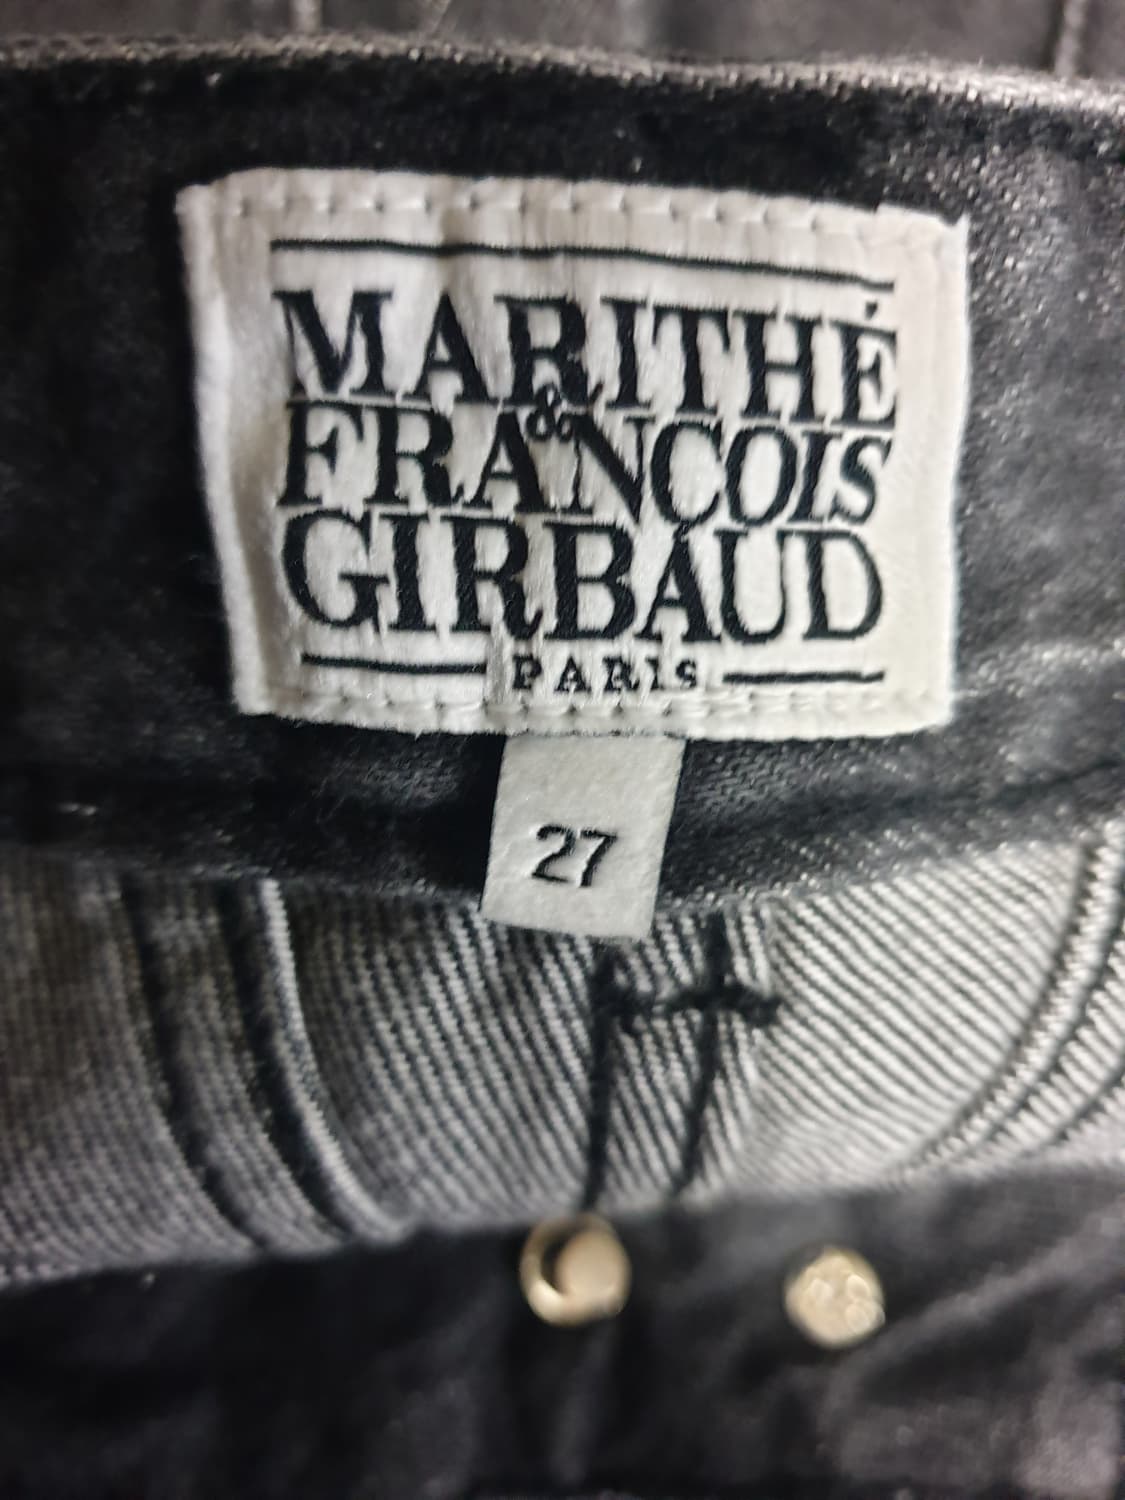 MARITHÉ
&
FRANÇOIS
GIRBAUD
PARIS
27